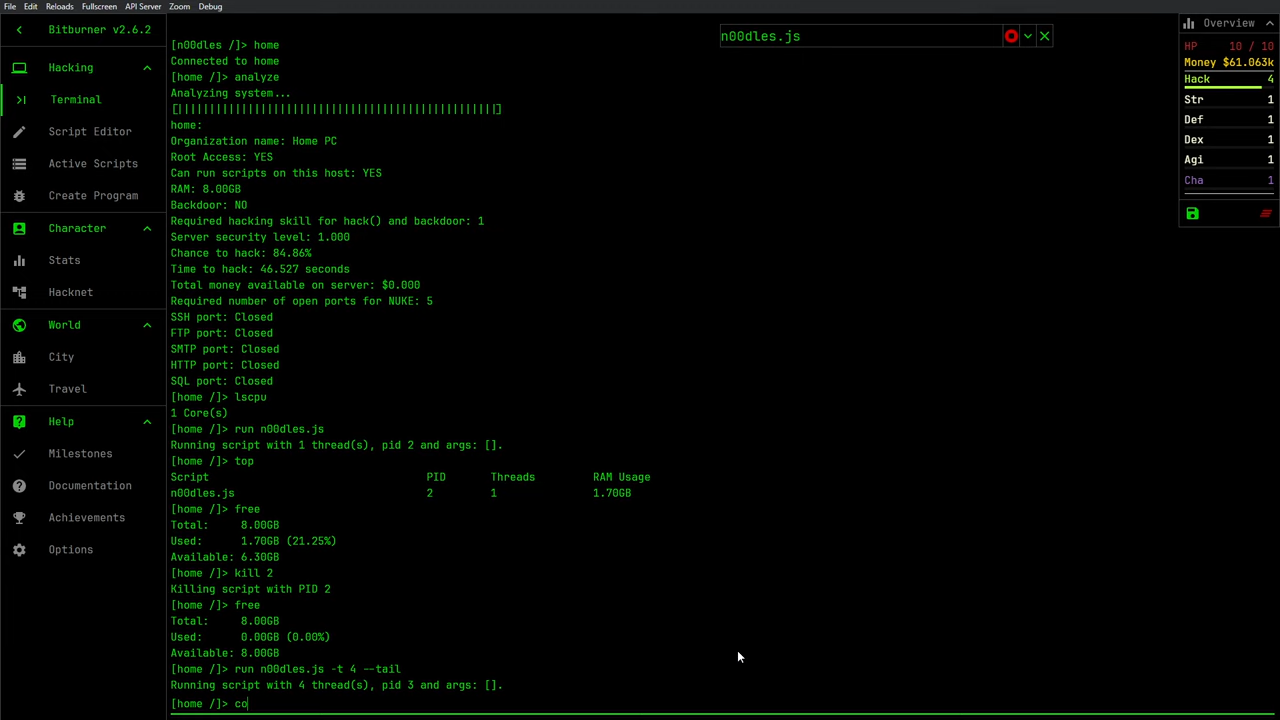 File Edit Reloads Fullscreen API Server Zoom Debug
Bitburner v2.6.2
Hacking
Terminal
Script Editor
Active Scripts
Create Program
Character
Stats
Hacknet
World
City
Travel
Help
Milestones
Documentation
Achievements
Options
[n00dles /]> home
Connected to home
[home /]> analyze
Analyzing system...
[||||||||||||||||||||||||||||||||||||||||||||||||||]
home:
Organization name: Home PC
Root Access: YES
Can run scripts on this host: YES
RAM: 8.00GB
Backdoor: NO
Required hacking skill for hack() and backdoor: 1
Server security level: 1.000
Chance to hack: 84.86%
Time to hack: 46.527 seconds
Total money available on server: $0.000
Required number of open ports for NUKE: 5
SSH port: Closed
FTP port: Closed
SMTP port: Closed
HTTP port: Closed
SQL port: Closed
[home /]> lscpu
1 Core(s)
[home /]> run n00dles.js
Running script with 1 thread(s), pid 2 and args: [].
[home /]> top
Script PID Threads RAM Usage
n00dles.js 2 1 1.70GB
[home /]> free
Total: 8.00GB
Used: 1.70GB (21.25%)
Available: 6.30GB
[home /]> kill 2
Killing script with PID 2
[home /]> free
Total: 8.00GB
Used: 0.00GB (0.00%)
Available: 8.00GB
[home /]> run n00dles.js -t 4 --tail
Running script with 4 thread(s), pid 3 and args: [].
[home /]> co
n00dles.js
Overview
HP 10 / 10
Money $61.063k
Hack 4
Str 1
Def 1
Dex 1
Agi 1
Cha 1